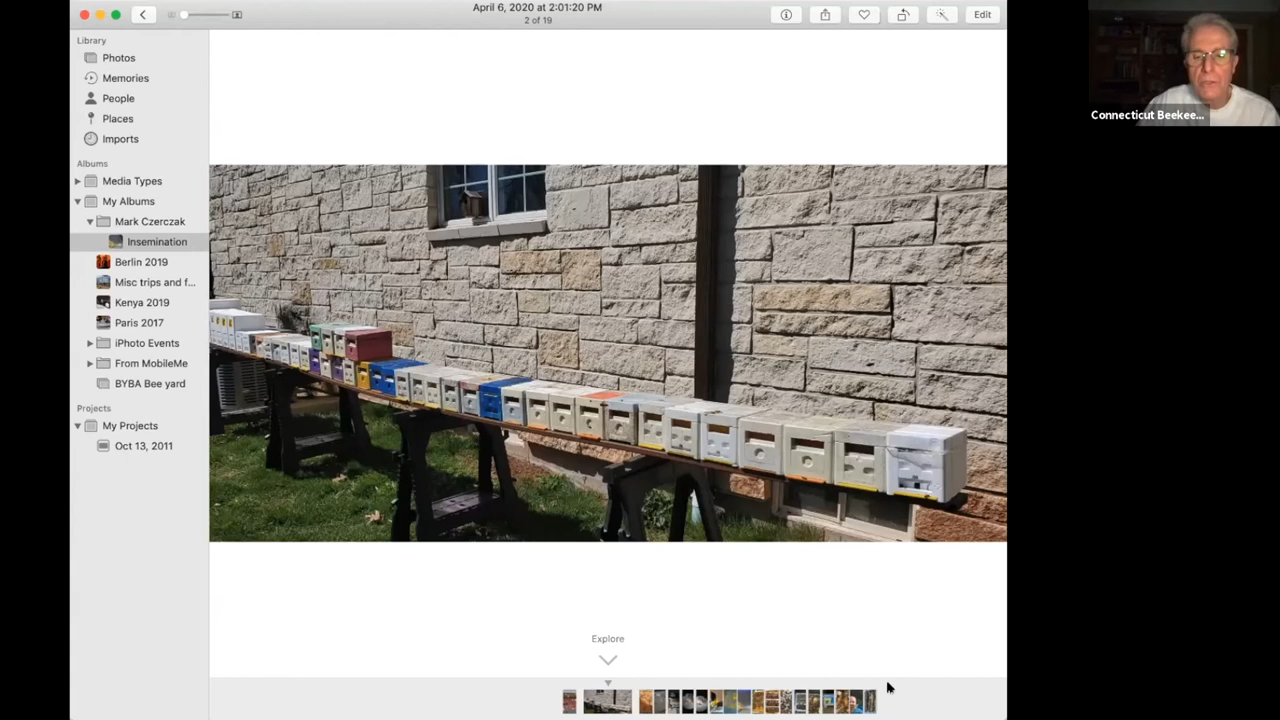 April 6, 2020 at 2:01:20 PM
2 of 19
Edit
Library
Photos
Memories
People
Places
Imports
Albums
Media Types
My Albums
Mark Czerczak
Insemination
Berlin 2019
Misc trips and f...
Kenya 2019
Paris 2017
iPhoto Events
From MobileMe
BYBA Bee yard
Projects
My Projects
Oct 13, 2011
Explore
Connecticut Beekee...